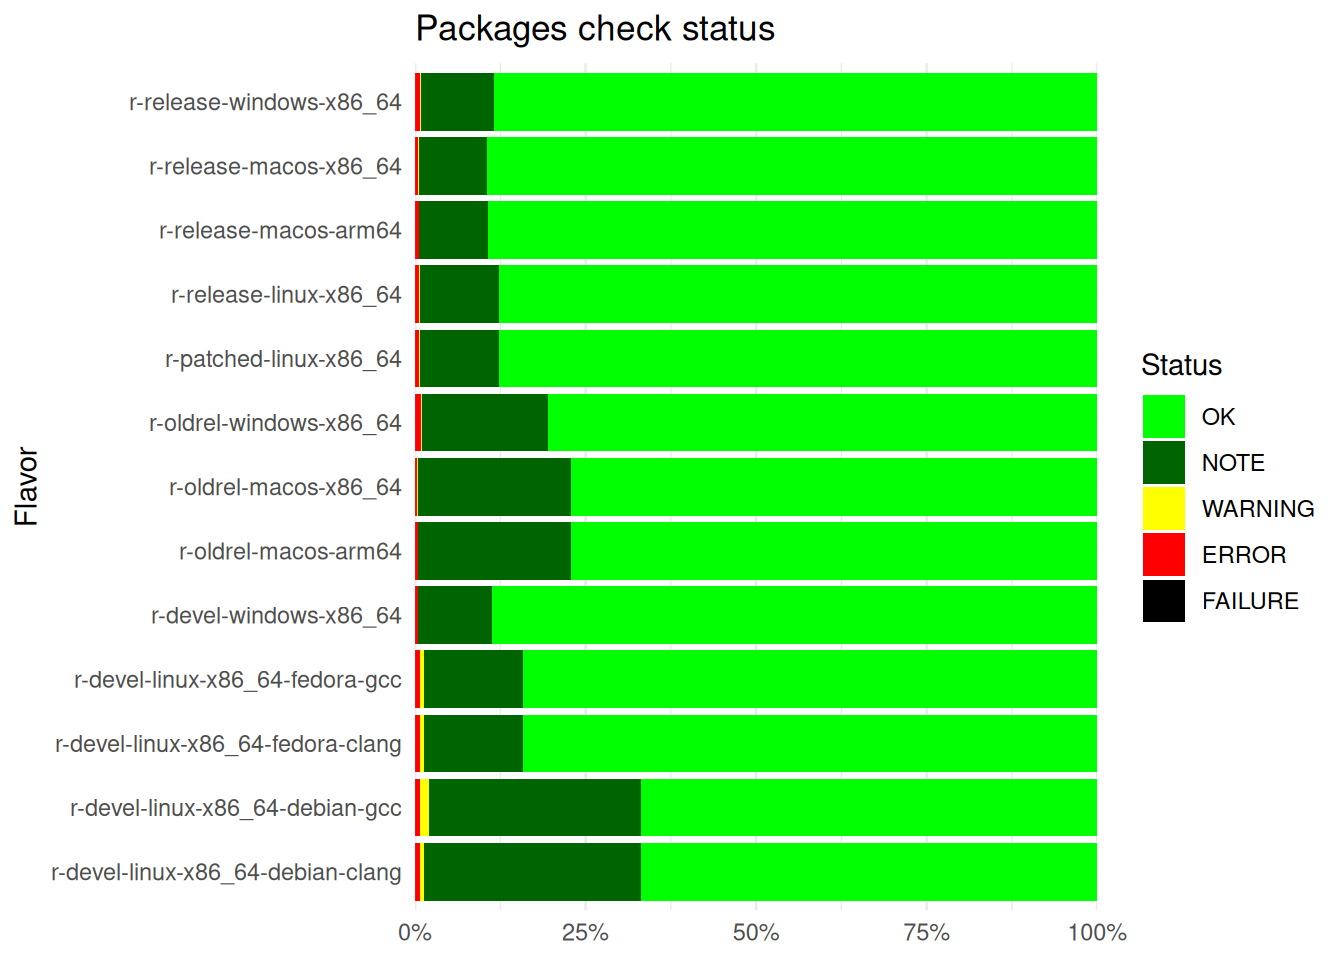 Packages check status
r-release-windows-x86_64
r-release-macos-x86_64
r-release-macos-arm64
r-release-linux-x86_64
r-patched-linux-x86_64
r-oldrel-windows-x86_64
r-oldrel-macos-x86_64
r-oldrel-macos-arm64
r-devel-windows-x86_64
r-devel-linux-x86_64-fedora-gcc
r-devel-linux-x86_64-fedora-clang
r-devel-linux-x86_64-debian-gcc
r-devel-linux-x86_64-debian-clang
Flavor
0% 25% 50% 75% 100%
Status
OK
NOTE
WARNING
ERROR
FAILURE